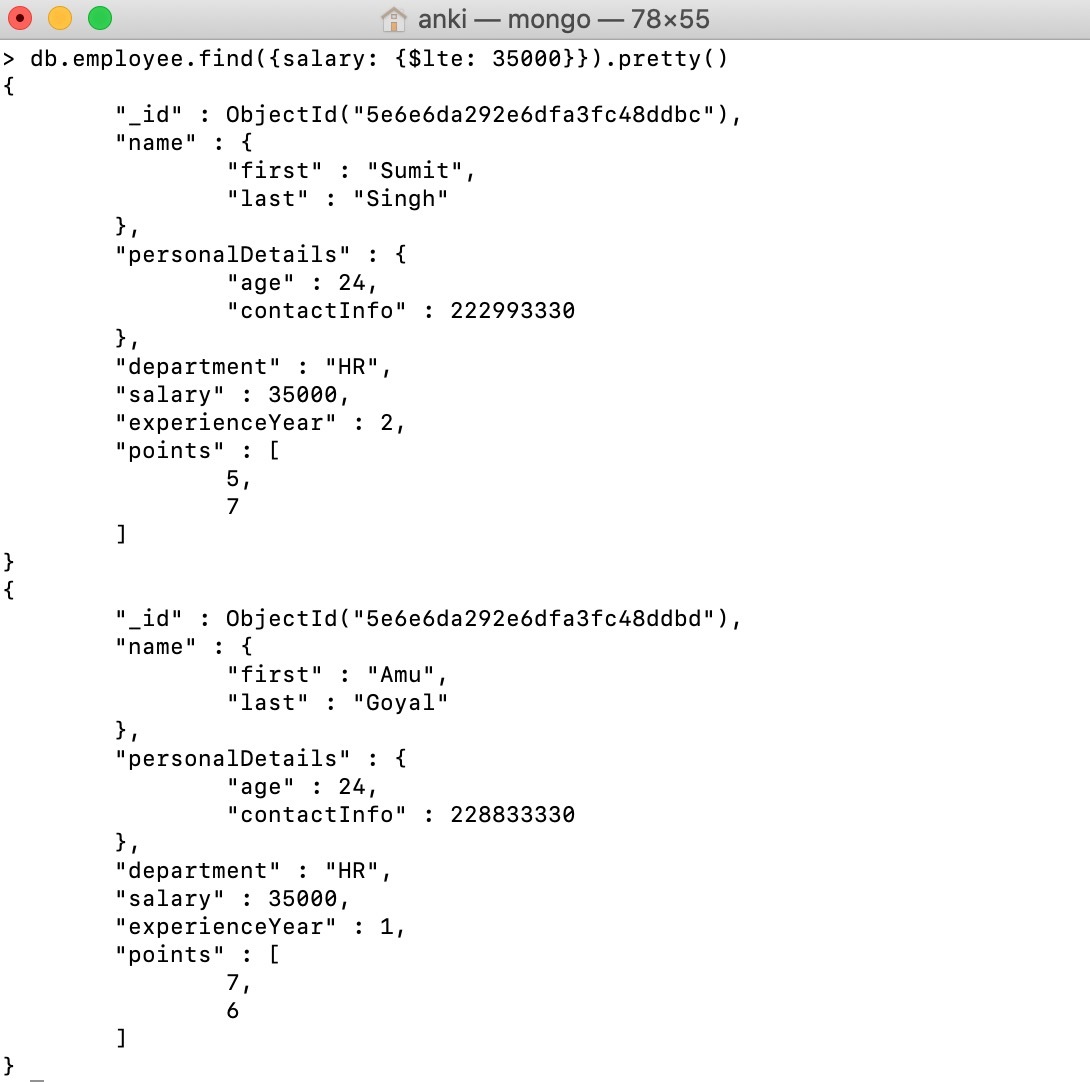 anki — mongo — 78×55
> db.employee.find({salary: {$lte: 35000}}).pretty()
{
        "_id" : ObjectId("5e6e6da292e6dfa3fc48ddbc"),
        "name" : {
                "first" : "Sumit",
                "last" : "Singh"
        },
        "personalDetails" : {
                "age" : 24,
                "contactInfo" : 222993330
        },
        "department" : "HR",
        "salary" : 35000,
        "experienceYear" : 2,
        "points" : [
                5,
                7
        ]
}
{
        "_id" : ObjectId("5e6e6da292e6dfa3fc48ddbd"),
        "name" : {
                "first" : "Amu",
                "last" : "Goyal"
        },
        "personalDetails" : {
                "age" : 24,
                "contactInfo" : 228833330
        },
        "department" : "HR",
        "salary" : 35000,
        "experienceYear" : 1,
        "points" : [
                7,
                6
        ]
}